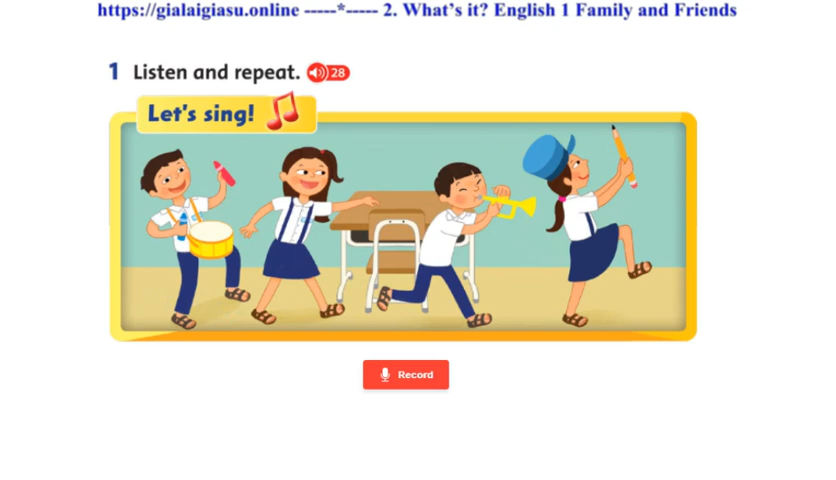 https://gialaigiasu.online -----*----- 2. What's it? English 1 Family and Friends
1 Listen and repeat. 28
Let's sing!
Record